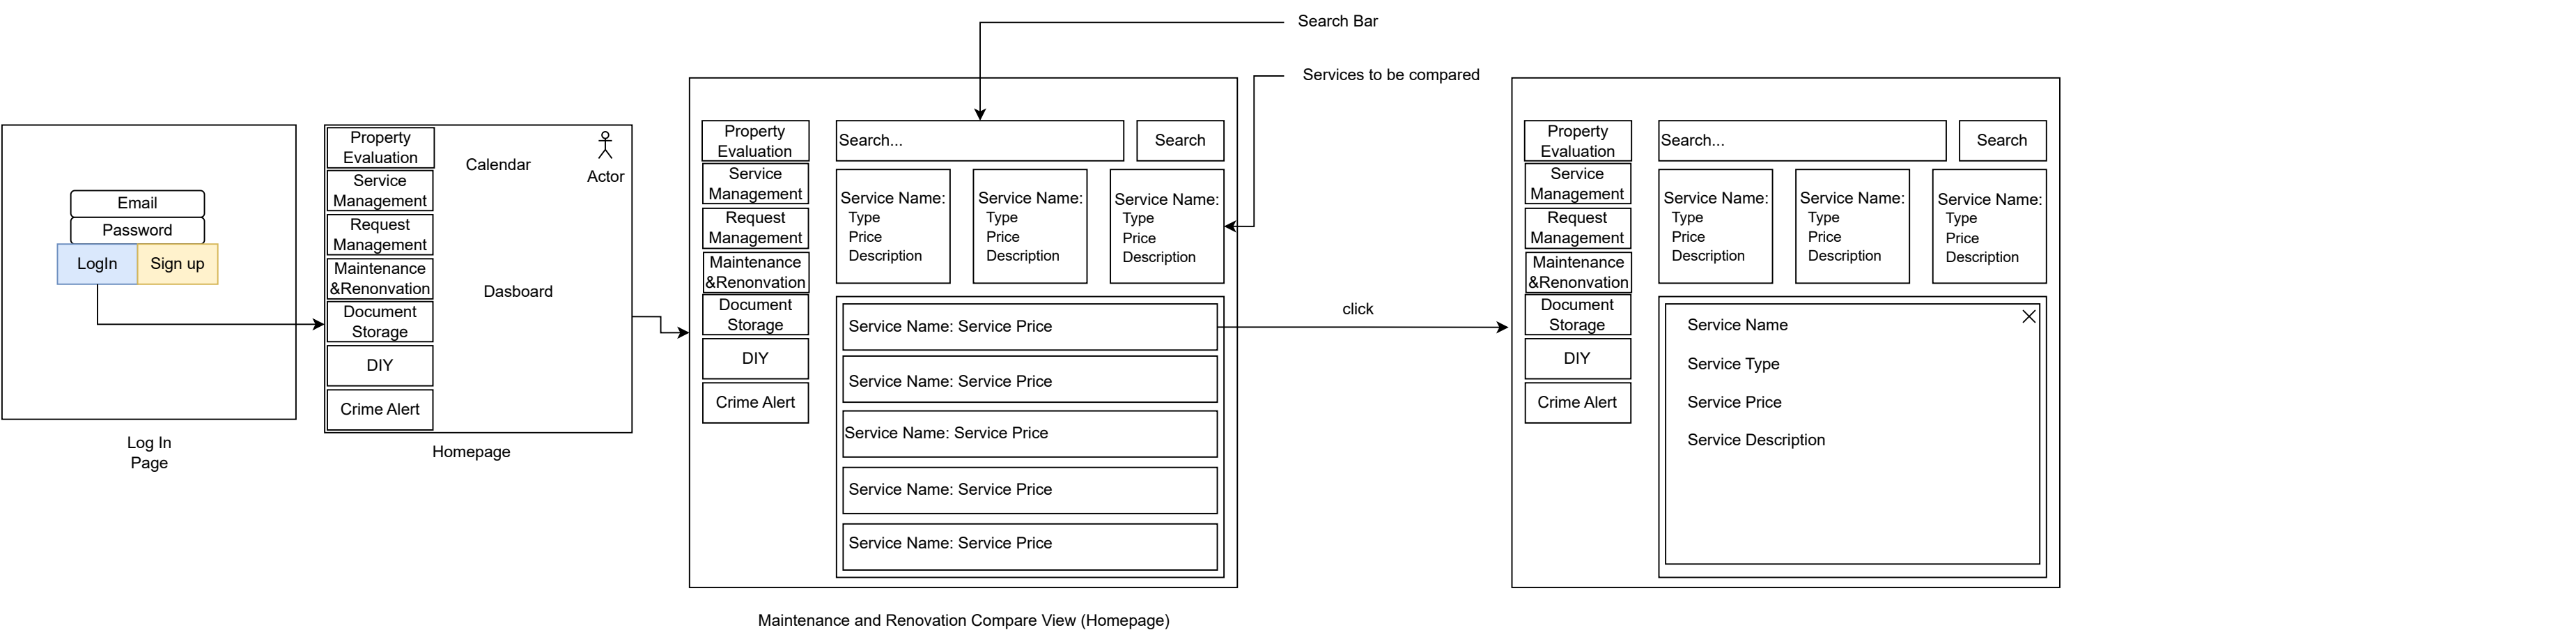 Search Bar
Services to be compared
Email
Password
LogIn
Sign up
Log In
Page
Property
Evaluation
Service
Management
Request
Management
Maintenance
&Renonvation
Document
Storage
DIY
Crime Alert
Calendar
Actor
Dasboard
Homepage
Property
Evaluation
Service
Management
Request
Management
Maintenance
&Renonvation
Document
Storage
DIY
Crime Alert
Search...
Search
Service Name:
Type
Price
Description
Service Name:
Type
Price
Description
Service Name:
Type
Price
Description
Service Name: Service Price
Service Name: Service Price
Service Name: Service Price
Service Name: Service Price
Service Name: Service Price
Maintenance and Renovation Compare View (Homepage)
click
Property
Evaluation
Service
Management
Request
Management
Maintenance
&Renonvation
Document
Storage
DIY
Crime Alert
Search...
Search
Service Name:
Type
Price
Description
Service Name:
Type
Price
Description
Service Name:
Type
Price
Description
Service Name
Service Type
Service Price
Service Description